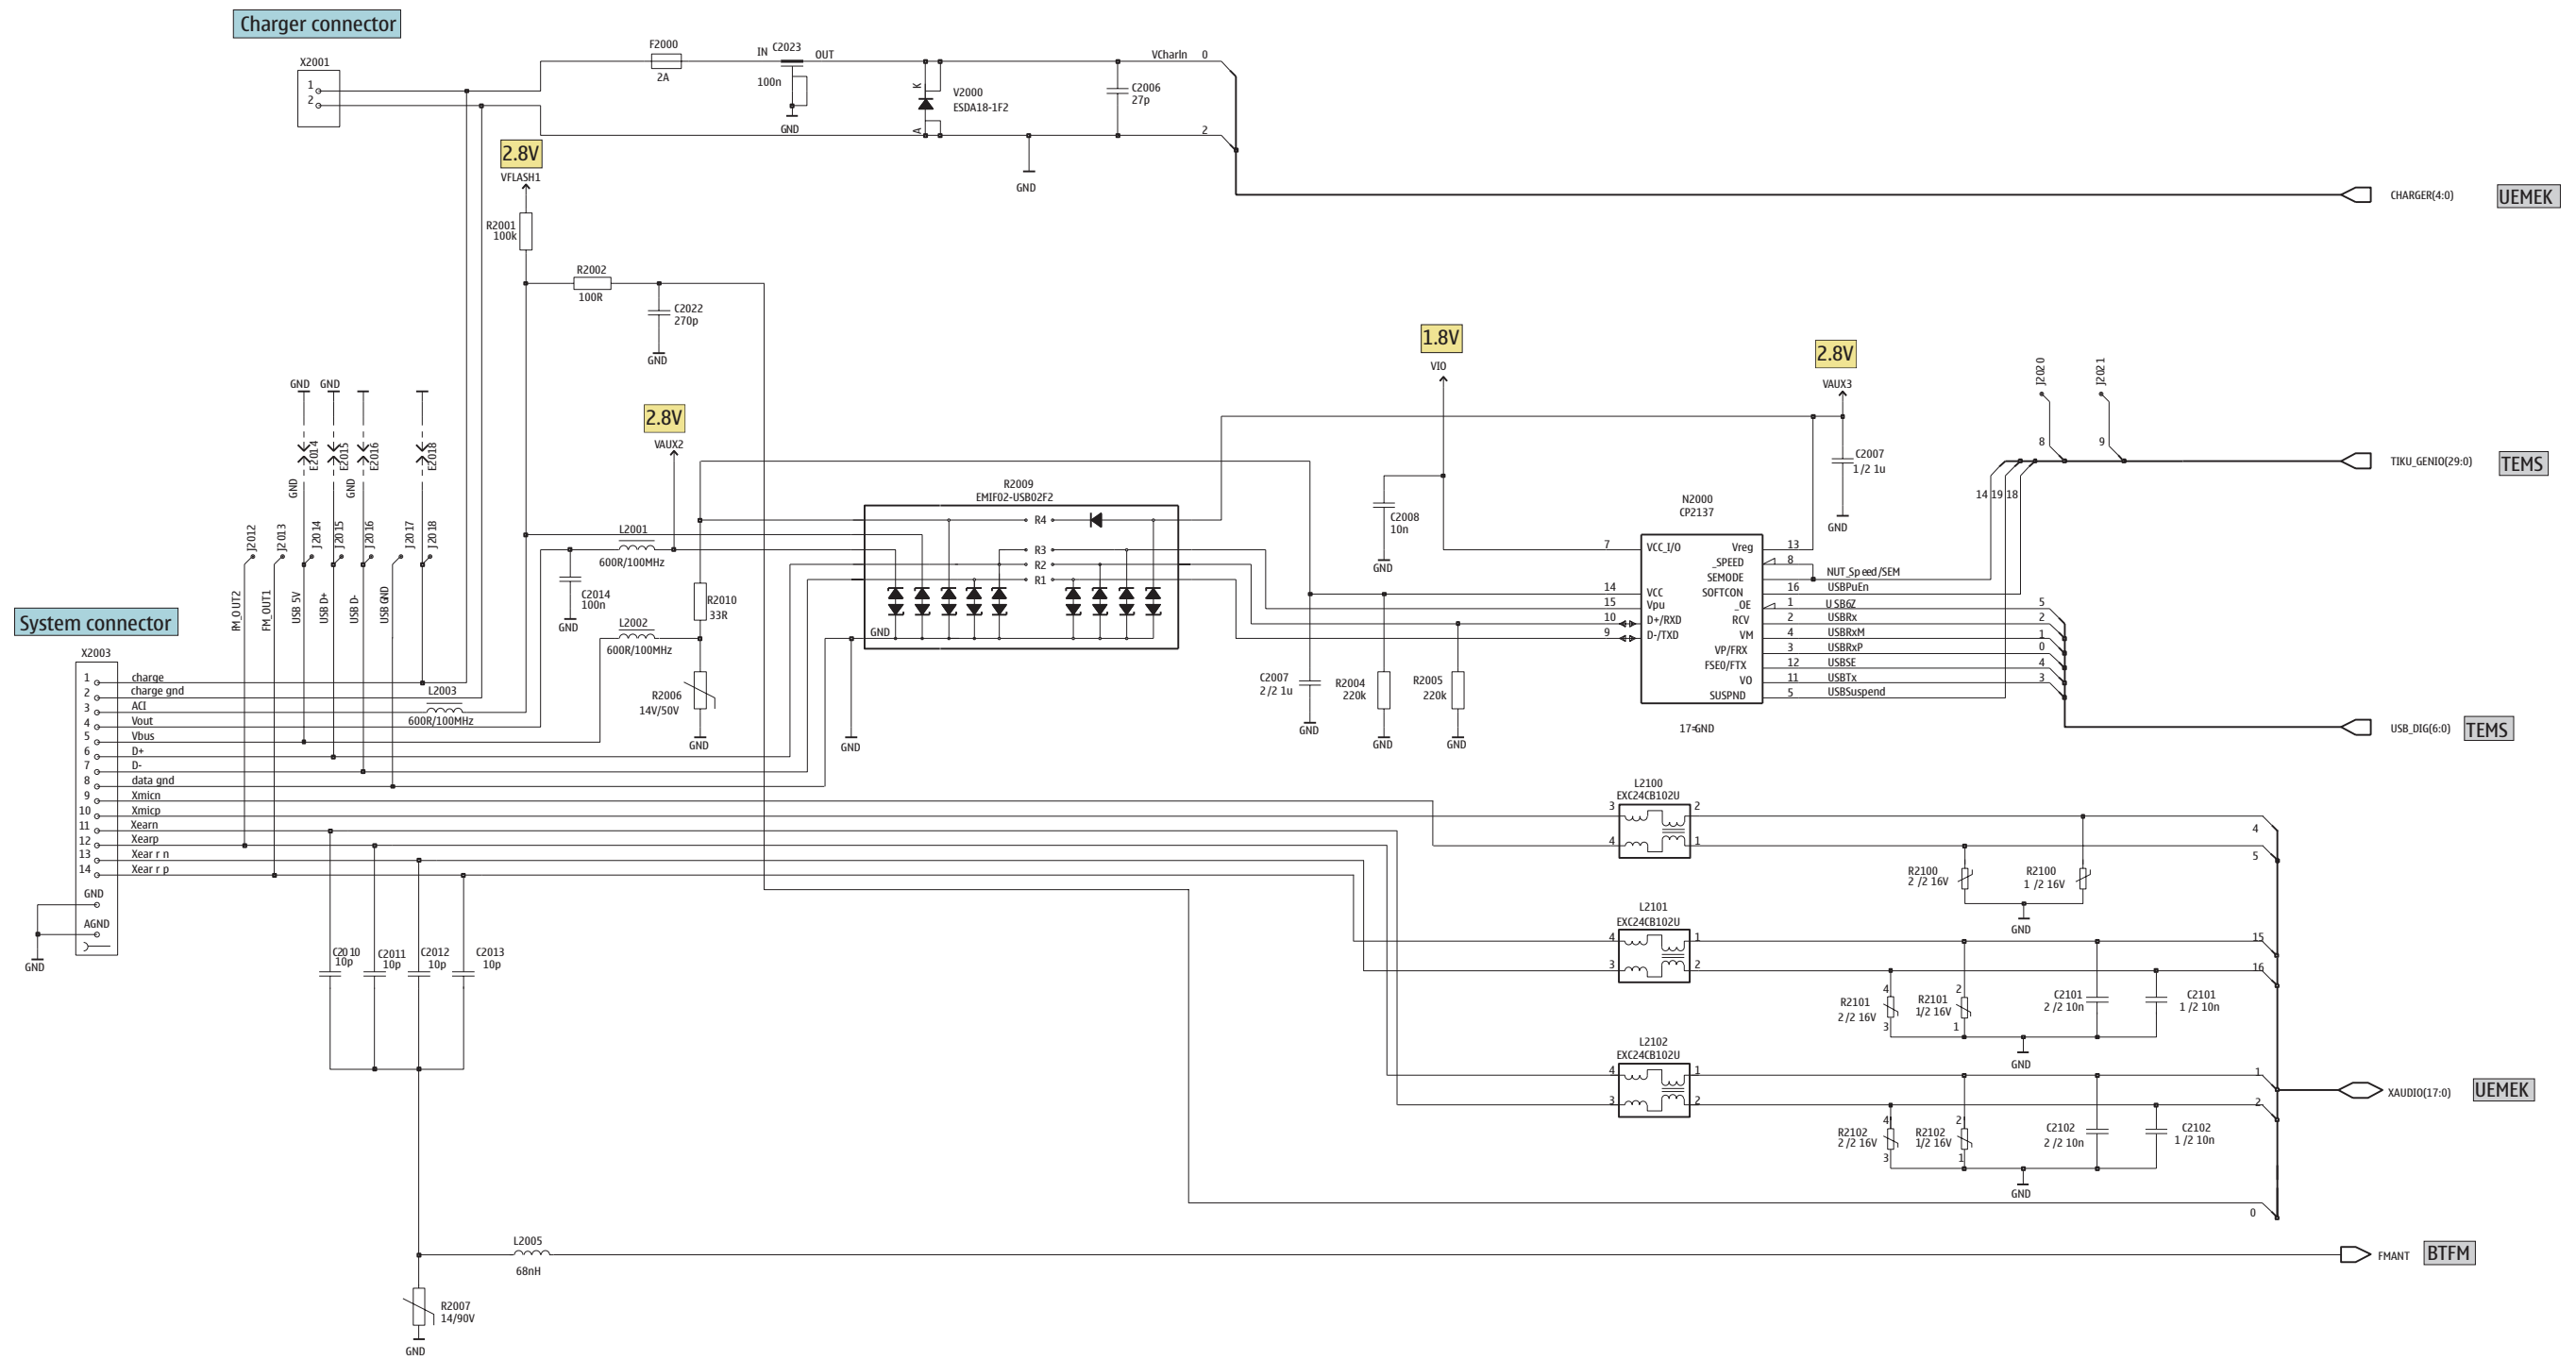 Charger connector
X2001
1
2
F2000
2A
IN C2023 OUT
100n
GND
K
A
V2000
ESDA18-1F2
C2006
27p
VCharIn 0
2
GND
CHARGER(4:0)
UEMEK
2.8V
VFLASH1
R2001
100k
R2002
100R
C2022
270p
GND
GND GND
E2014
E2015
E2016
E2018
GND
GND
J2012
J2013
J2014
J2015
J2016
J2017
J2018
FM_OUT1
USB 5V
USB D+
USB D-
USB GND
2.8V
VAUX2
L2001
600R/100MHz
C2014
100n
GND
L2002
600R/100MHz
R2010
33R
R2006
14V/50V
GND
R2009
EMIF02-USB02F2
R4
R3
R2
R1
GND
GND
1.8V
VIO
C2008
10n
GND
2.8V
VAUX3
C2007
1 /2 1u
GND
C2007
2 /2 1u
GND
R2004
220k
GND
R2005
220k
GND
N2000
CP2137
7 VCC_I/O
14 VCC
15 Vpu
10 D+/RXD
9 D-/TXD
Vreg 13
_SPEED 8
SEMODE NUT_Speed/SEM
SOFTCON 16 USBPuEn
_OE 1 USB6Z 5
RCV 2 USBRx 2
VM 4 USBRxM 1
VP/FRX 3 USBRxP 0
FSE0/FTX 12 USBSE 4
VO 11 USBTx 3
SUSPND 5 USBSuspend
17=GND
14 19 18
J2020
J2021
8
9
TIKU_GENIO(29:0)
TEMS
USB_DIG(6:0)
TEMS
System connector
X2003
1 charge
2 charge gnd
3 ACI
4 Vout
5 Vbus
6 D+
7 D-
8 data gnd
9 Xmicn
10 Xmicp
11 Xearn
12 Xearp
13 Xear r n
14 Xear r p
GND
AGND
GND
L2003
600R/100MHz
C2010
10p
C2011
10p
C2012
10p
C2013
10p
L2100
EXC24CB102U
3
4
2
1
4
5
R2100
2 /2 16V
R2100
1 /2 16V
GND
L2101
EXC24CB102U
4
3
1
2
15
16
4
R2101
2 /2 16V
3
2
R2101
1/2 16V
1
C2101
2 /2 10n
C2101
1 /2 10n
GND
L2102
EXC24CB102U
4
3
1
2
1
2
4
R2102
2 /2 16V
3
2
R2102
1/2 16V
1
C2102
2 /2 10n
C2102
1 /2 10n
GND
0
XAUDIO(17:0)
UEMEK
L2005
68nH
FMANT
BTFM
R2007
14/90V
GND